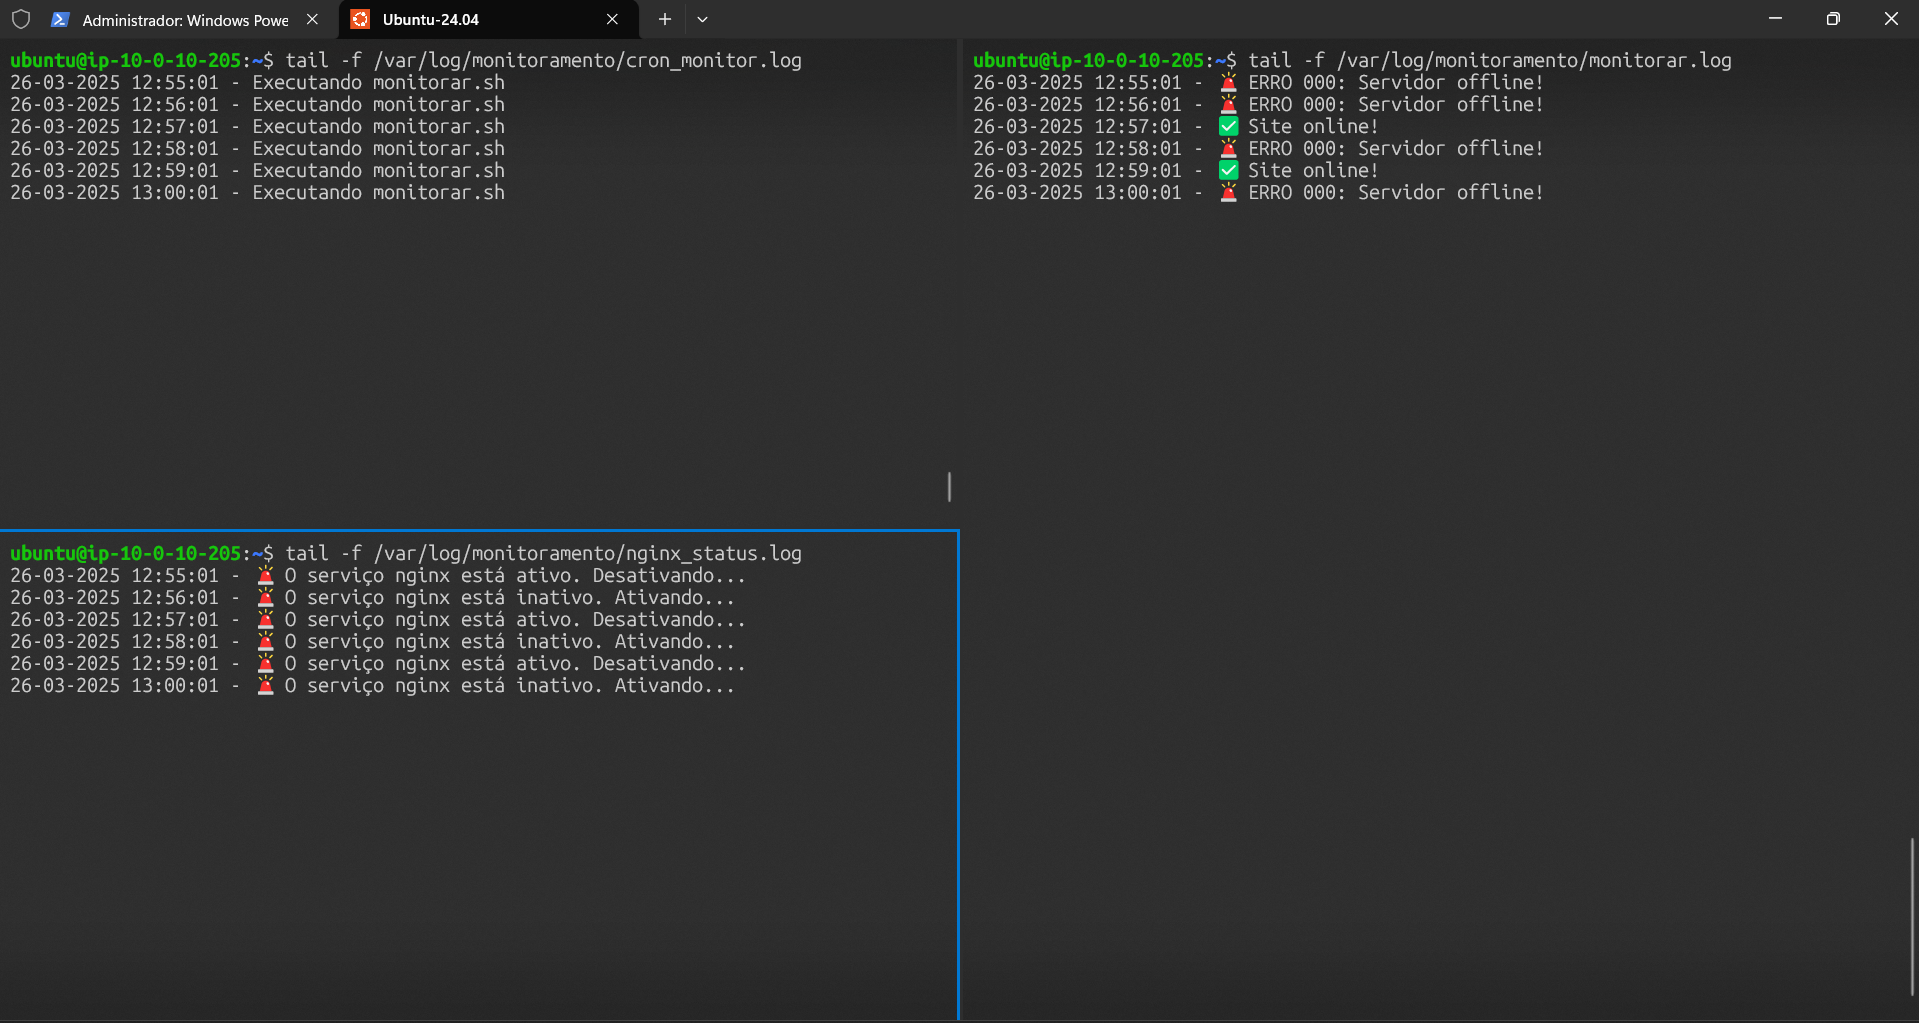 Administrador: Windows Powe
Ubuntu-24.04
ubuntu@ip-10-0-10-205:~$ tail -f /var/log/monitoramento/cron_monitor.log
26-03-2025 12:55:01 - Executando monitorar.sh
26-03-2025 12:56:01 - Executando monitorar.sh
26-03-2025 12:57:01 - Executando monitorar.sh
26-03-2025 12:58:01 - Executando monitorar.sh
26-03-2025 12:59:01 - Executando monitorar.sh
26-03-2025 13:00:01 - Executando monitorar.sh
ubuntu@ip-10-0-10-205:~$ tail -f /var/log/monitoramento/monitorar.log
26-03-2025 12:55:01 - 🚨 ERRO 000: Servidor offline!
26-03-2025 12:56:01 - 🚨 ERRO 000: Servidor offline!
26-03-2025 12:57:01 - ✅ Site online!
26-03-2025 12:58:01 - 🚨 ERRO 000: Servidor offline!
26-03-2025 12:59:01 - ✅ Site online!
26-03-2025 13:00:01 - 🚨 ERRO 000: Servidor offline!
ubuntu@ip-10-0-10-205:~$ tail -f /var/log/monitoramento/nginx_status.log
26-03-2025 12:55:01 - 🚨 O serviço nginx está ativo. Desativando...
26-03-2025 12:56:01 - 🚨 O serviço nginx está inativo. Ativando...
26-03-2025 12:57:01 - 🚨 O serviço nginx está ativo. Desativando...
26-03-2025 12:58:01 - 🚨 O serviço nginx está inativo. Ativando...
26-03-2025 12:59:01 - 🚨 O serviço nginx está ativo. Desativando...
26-03-2025 13:00:01 - 🚨 O serviço nginx está inativo. Ativando...